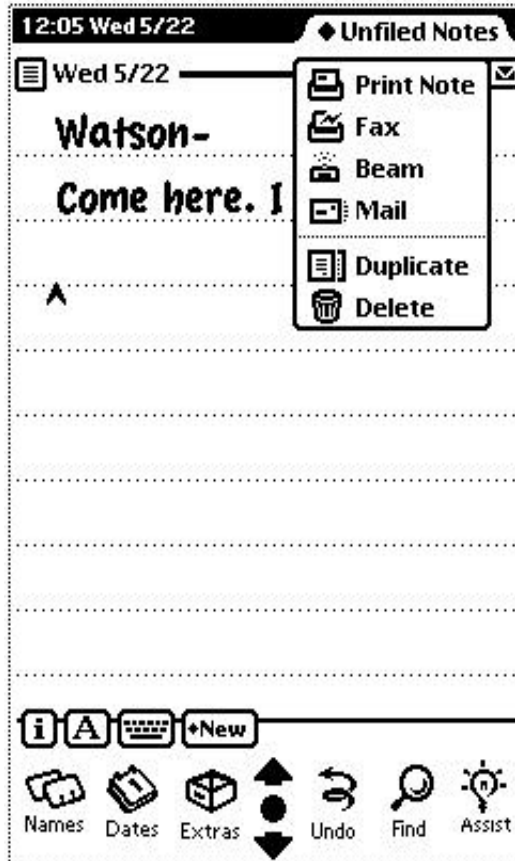 12:05 Wed 5/22 ◆Unfiled Notes
Wed 5/22
Print Note
Watson-
Fax
Beam
Come here. I
Mail
Duplicate
Delete
i A ◆New
Names Dates Extras Undo Find Assist